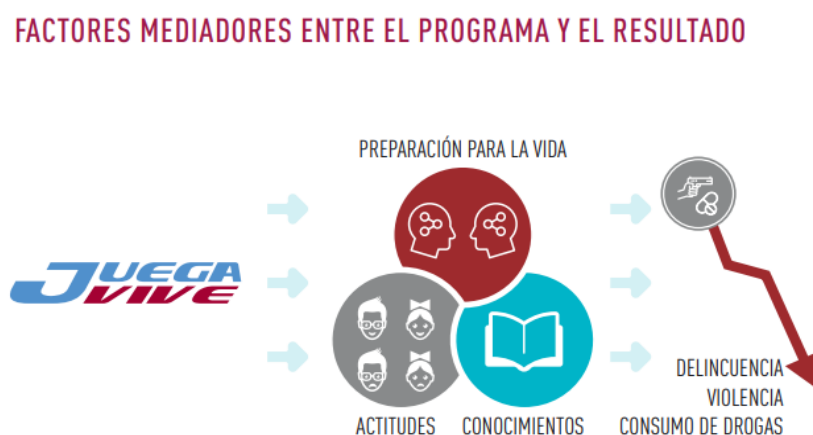 FACTORES MEDIADORES ENTRE EL PROGRAMA Y EL RESULTADO
PREPARACIÓN PARA LA VIDA
JUEGA
VIVE
ACTITUDES
CONOCIMIENTOS
DELINCUENCIA
VIOLENCIA
CONSUMO DE DROGAS